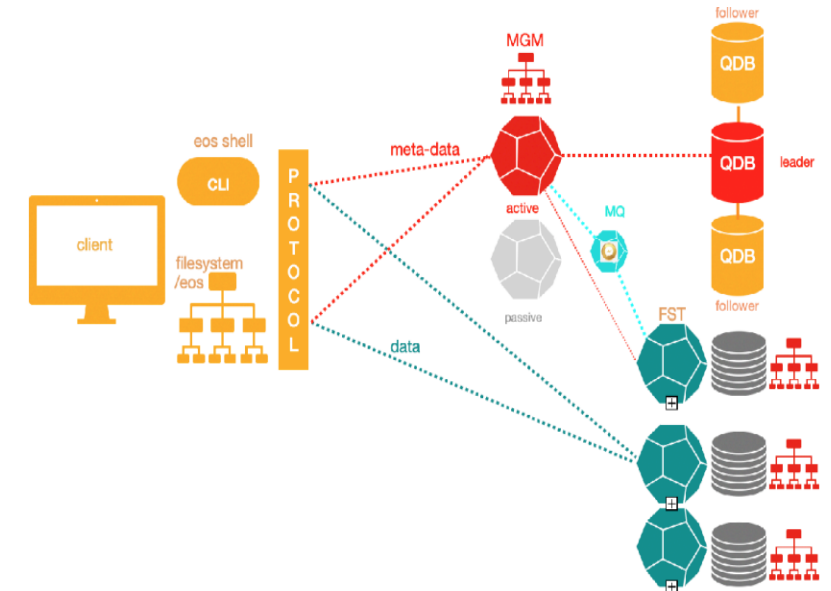 follower
QDB
MGM
eos shell
CLI
PROTOCOL
meta-data
QDB
leader
active
MQ
client
filesystem
/eos
QDB
follower
passive
FST
data